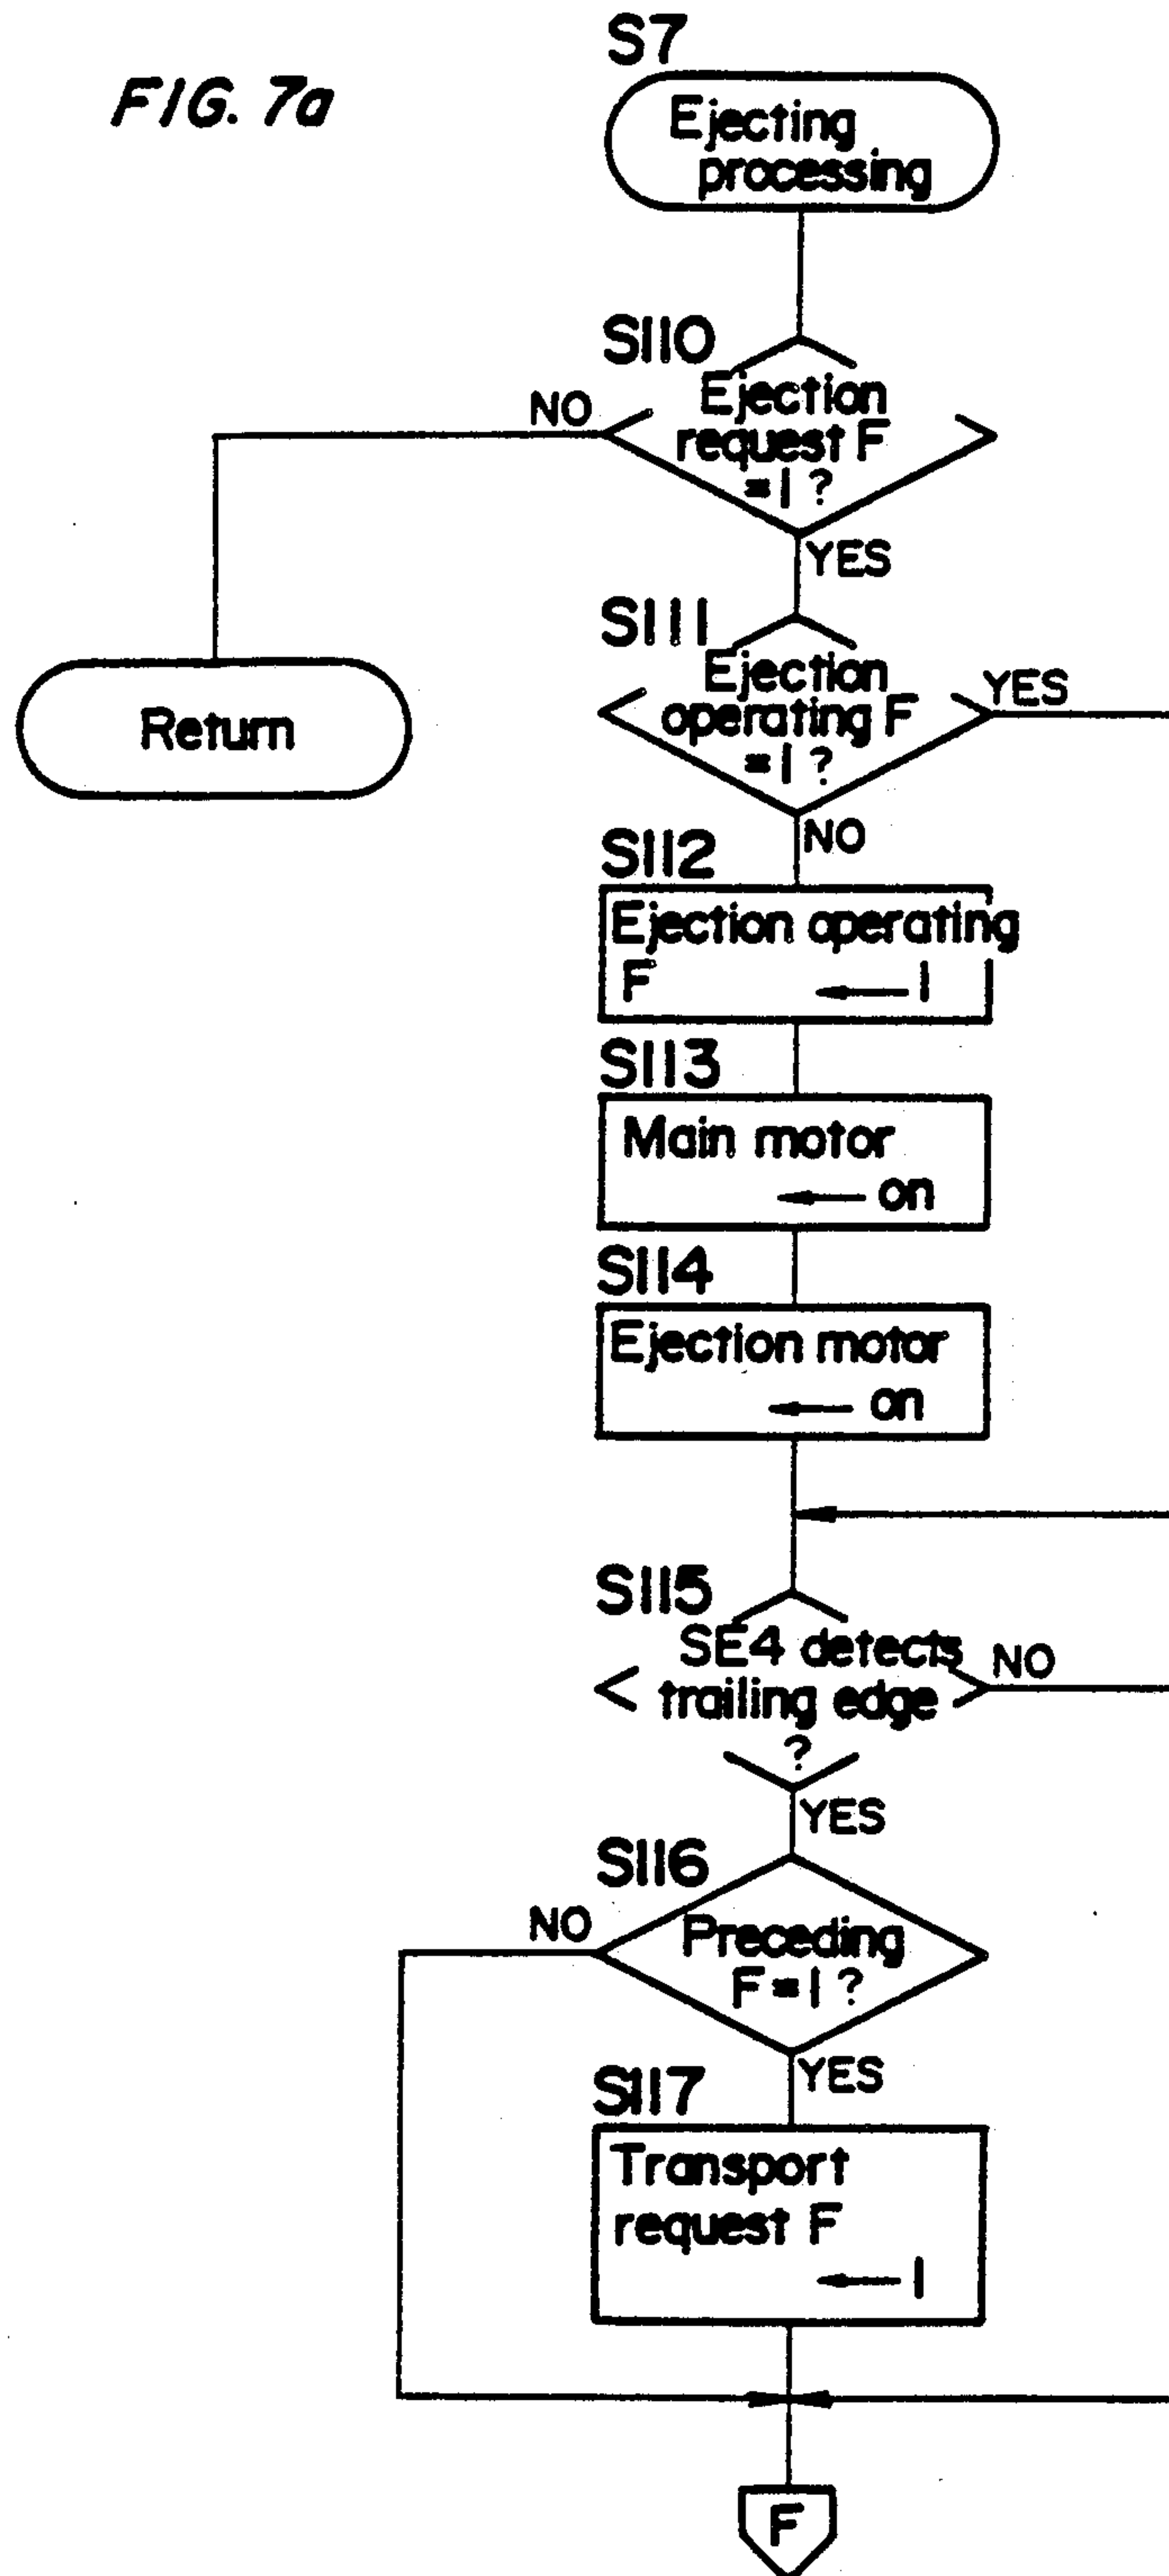 FIG. 7a
S7
Ejecting
processing
S110
NO
Ejection
request F
=1 ?
YES
S111
Ejection
operating F
=1 ?
YES
NO
Return
S112
Ejection operating
F ← 1
S113
Main motor
← on
S114
Ejection motor
← on
S115
SE4 detects
trailing edge
?
NO
YES
S116
NO
Preceding
F=1 ?
YES
S117
Transport
request F
← 1
F